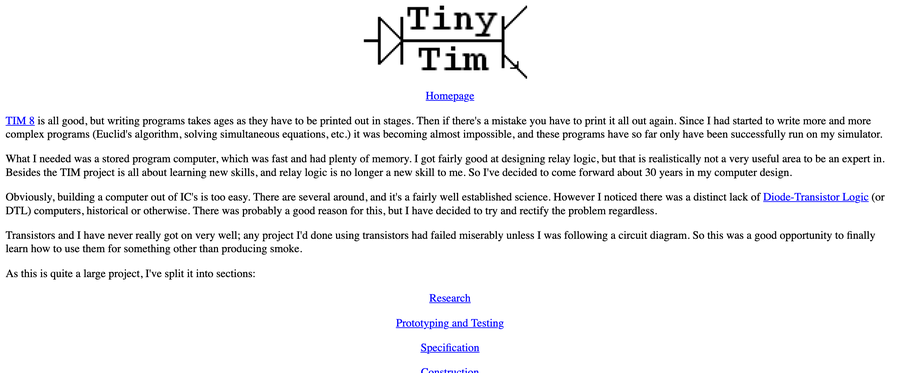 Tiny
Tim
Homepage
TIM 8 is all good, but writing programs takes ages as they have to be printed out in stages. Then if there's a mistake you have to print it all out again. Since I had started to write more and more
complex programs (Euclid's algorithm, solving simultaneous equations, etc.) it was becoming almost impossible, and these programs have so far only have been successfully run on my simulator.
What I needed was a stored program computer, which was fast and had plenty of memory. I got fairly good at designing relay logic, but that is realistically not a very useful area to be an expert in.
Besides the TIM project is all about learning new skills, and relay logic is no longer a new skill to me. So I've decided to come forward about 30 years in my computer design.
Obviously, building a computer out of IC's is too easy. There are several around, and it's a fairly well established science. However I noticed there was a distinct lack of Diode-Transistor Logic (or
DTL) computers, historical or otherwise. There was probably a good reason for this, but I have decided to try and rectify the problem regardless.
Transistors and I have never really got on very well; any project I'd done using transistors had failed miserably unless I was following a circuit diagram. So this was a good opportunity to finally
learn how to use them for something other than producing smoke.
As this is quite a large project, I've split it into sections:
Research
Prototyping and Testing
Specification
Construction